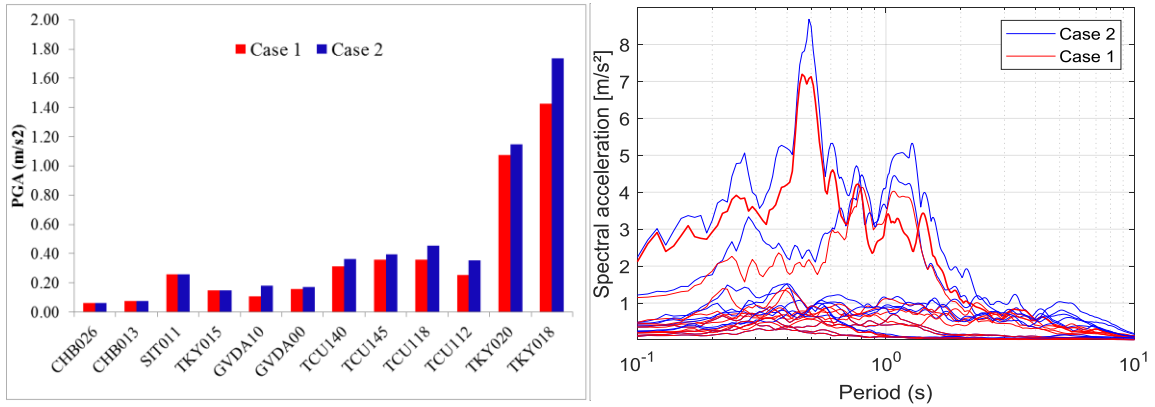 2.00
1.80
1.60
1.40
1.20
1.00
0.80
0.60
0.40
0.20
0.00
PGA (m/s2)
Case 1 Case 2
CHB026
CHB013
SIT011
TKY015
GVDA10
GVDA00
TCU140
TCU145
TCU118
TCU112
TKY020
TKY018
Spectral acceleration [m/s²]
8
7
6
5
4
3
2
1
Case 2
Case 1
10⁻¹ 10⁰ 10¹
Period (s)